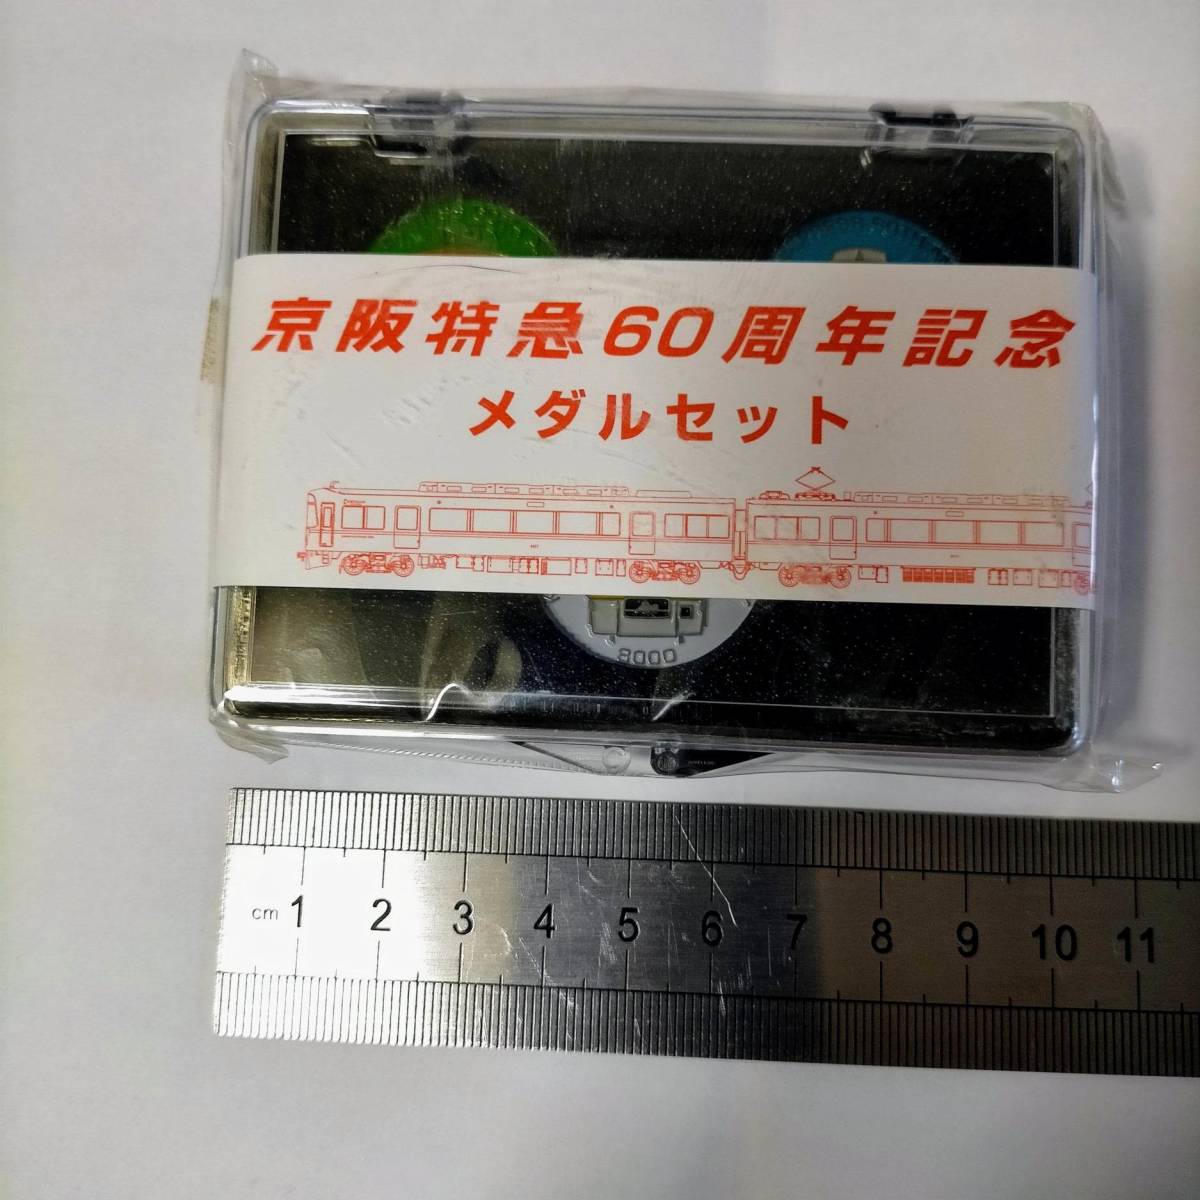 京阪特急60周年記念
メダルセット
8000
cm 1 2 3 4 5 6 7 8 9 10 11